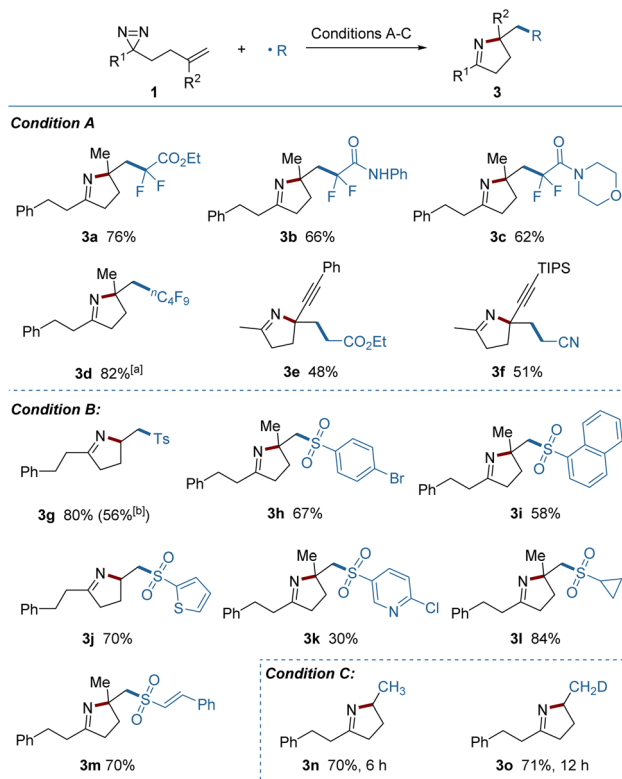 N=N
R¹
R²
1
+
•R
Conditions A-C
N
R²
R
R¹
3
Condition A
Me
CO₂Et
N
F
F
Ph
3a 76%
Me
O
N
NHPh
F
F
Ph
3b 66%
Me
O
N
N
F
F
O
Ph
3c 62%
Me
N
ⁿC₄F₉
Ph
3d 82%[a]
Ph
N
Me
CO₂Et
3e 48%
TIPS
N
Me
CN
3f 51%
Condition B:
N
Ts
Ph
3g 80% (56%[b])
Me
O
S
N
O
Br
Ph
3h 67%
Me
O
S
N
O
Ph
3i 58%
O
S
N
O
S
Ph
3j 70%
Me
O
S
N
O
N
Cl
Ph
3k 30%
Me
O
S
N
O
Ph
3l 84%
Me
O
S
N
O
Ph
Ph
3m 70%
Condition C:
CH₃
N
Ph
3n 70%, 6 h
CH₂D
N
Ph
3o 71%, 12 h